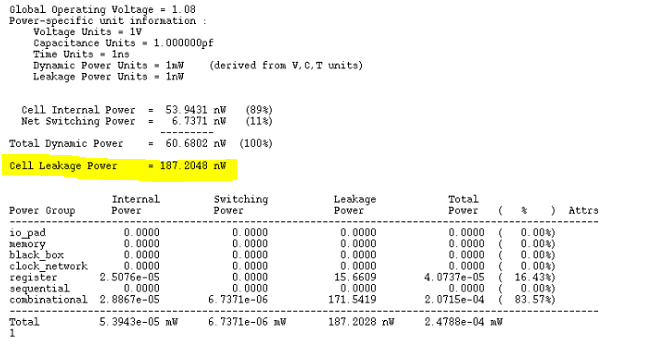 Global Operating Voltage = 1.08
Power-specific unit information :
Voltage Units = 1V
Capacitance Units = 1.000000pf
Time Units = 1ns
Dynamic Power Units = 1mW (derived from V,C,T units)
Leakage Power Units = 1nW
Cell Internal Power = 53.9431 nW (89%)
Net Switching Power = 6.7371 nW (11%)
---------
Total Dynamic Power = 60.6802 nW (100%)
Cell Leakage Power = 187.2048 nW
Internal Switching Leakage Total
Power Group Power Power Power Power ( % ) Attrs
--------------------------------------------------------------------------------
io_pad 0.0000 0.0000 0.0000 0.0000 ( 0.00%)
memory 0.0000 0.0000 0.0000 0.0000 ( 0.00%)
black_box 0.0000 0.0000 0.0000 0.0000 ( 0.00%)
clock_network 0.0000 0.0000 0.0000 0.0000 ( 0.00%)
register 2.5076e-05 0.0000 15.6609 4.0737e-05 ( 16.43%)
sequential 0.0000 0.0000 0.0000 0.0000 ( 0.00%)
combinational 2.8867e-05 6.7371e-06 171.5419 2.0715e-04 ( 83.57%)
--------------------------------------------------------------------------------
Total 5.3943e-05 mW 6.7371e-06 mW 187.2028 nW 2.4788e-04 mW
1